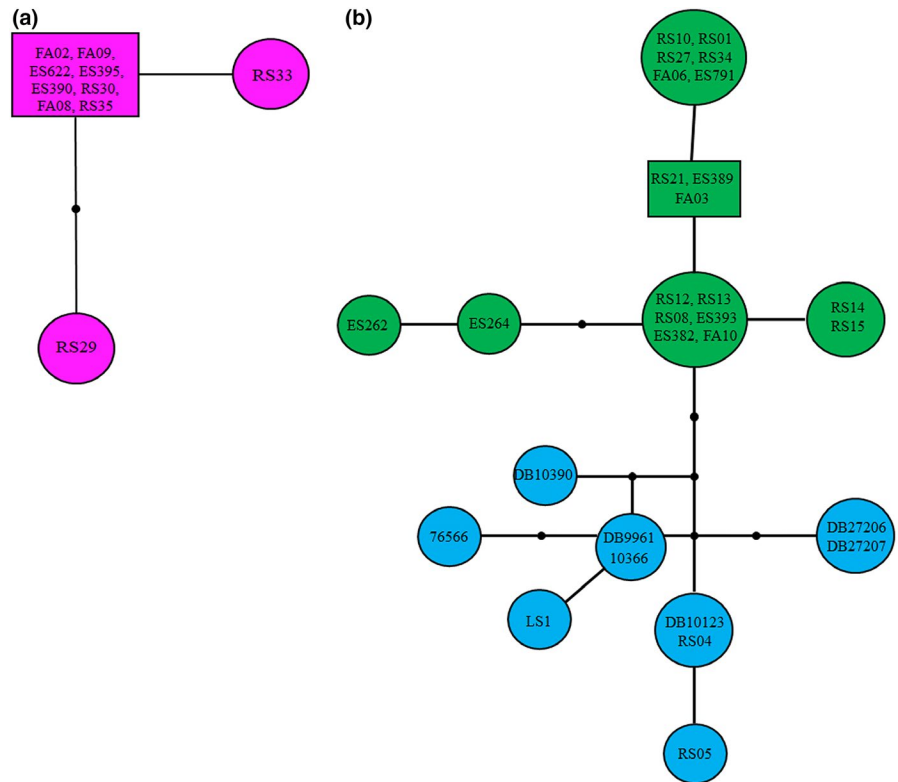 (a)
FA02, FA09,
ES622, ES395,
ES390, RS30,
FA08, RS35
RS33
RS29
(b)
RS10, RS01
RS27, RS34
FA06, ES791
RS21, ES389
FA03
RS12, RS13
RS08, ES393
ES382, FA10
RS14
RS15
ES262
ES264
DB10390
76566
DB9961
10366
DB27206
DB27207
LS1
DB10123
RS04
RS05